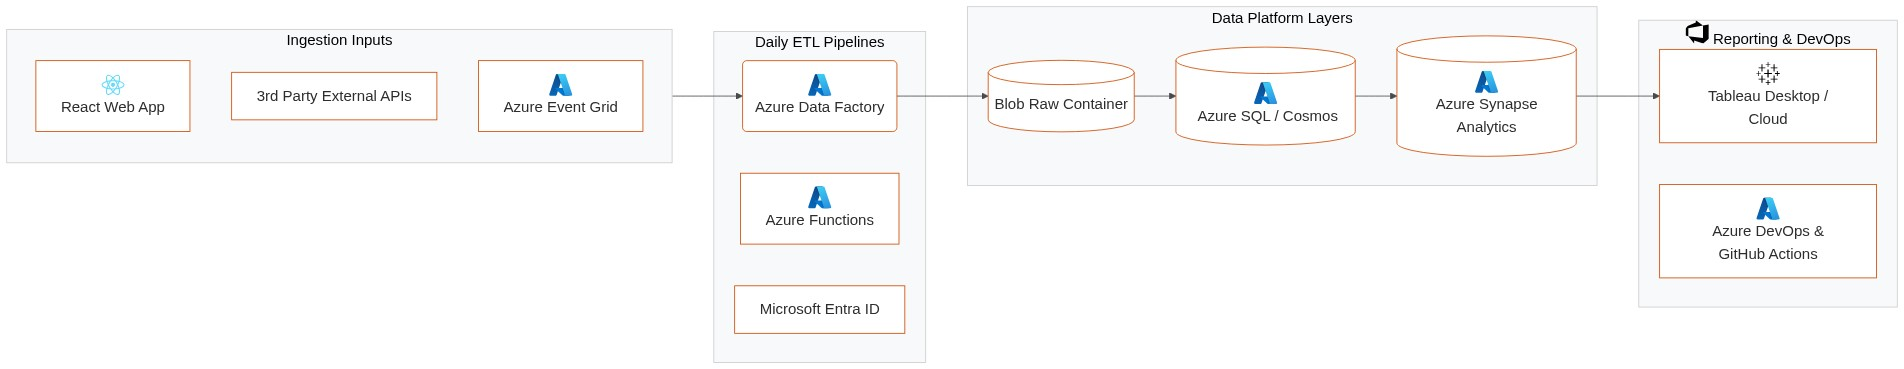 Ingestion Inputs
React Web App
3rd Party External APIs
Azure Event Grid
Daily ETL Pipelines
Azure Data Factory
Azure Functions
Microsoft Entra ID
Data Platform Layers
Blob Raw Container
Azure SQL / Cosmos
Azure Synapse
Analytics
Reporting & DevOps
Tableau Desktop /
Cloud
Azure DevOps &
GitHub Actions